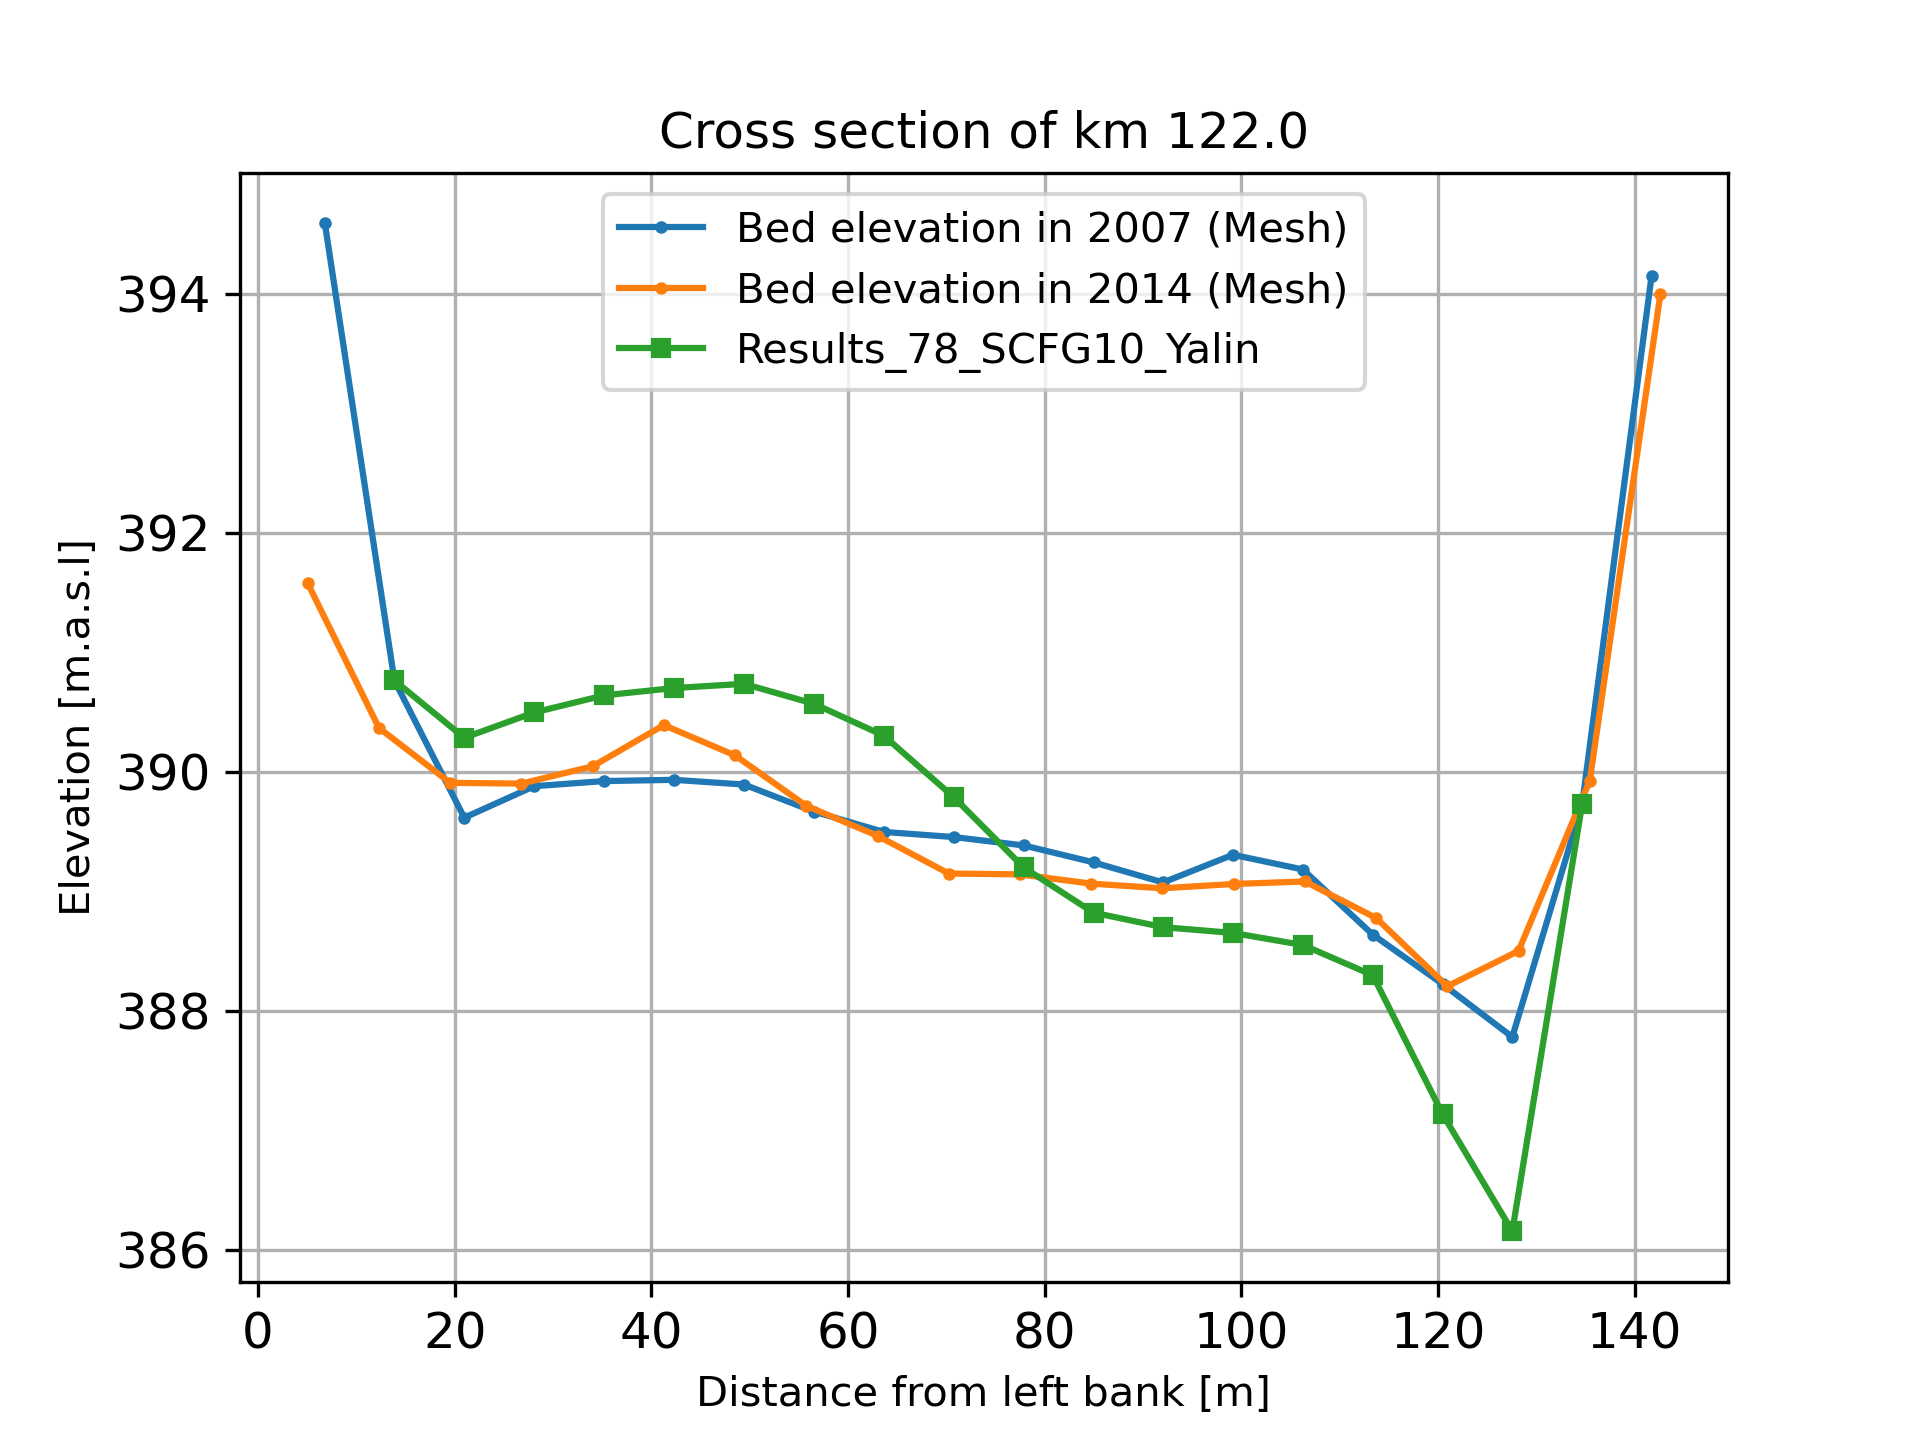 Cross section of km 122.0
Bed elevation in 2007 (Mesh)
Bed elevation in 2014 (Mesh)
Results_78_SCFG10_Yalin
Elevation [m.a.s.l]
394
392
390
388
386
0 20 40 60 80 100 120 140
Distance from left bank [m]